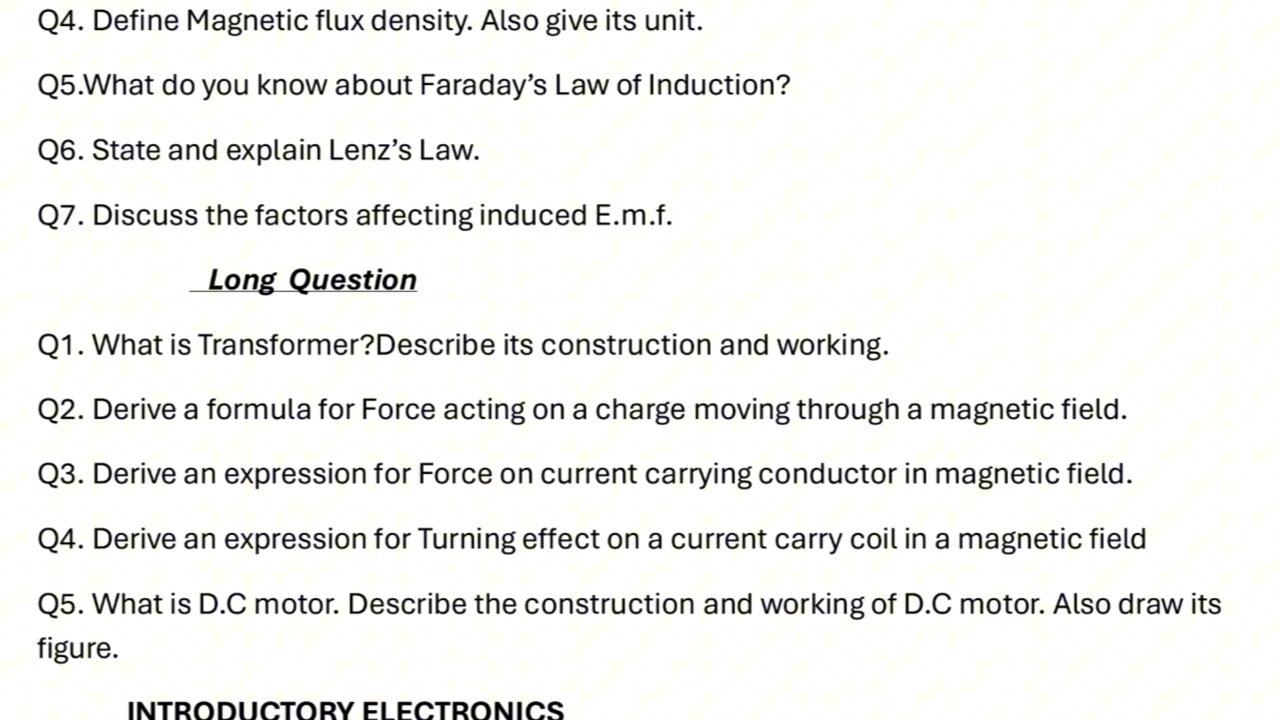 Q4. Define Magnetic flux density. Also give its unit.
Q5.What do you know about Faraday’s Law of Induction?
Q6. State and explain Lenz’s Law.
Q7. Discuss the factors affecting induced E.m.f.
Long Question
Q1. What is Transformer?Describe its construction and working.
Q2. Derive a formula for Force acting on a charge moving through a magnetic field.
Q3. Derive an expression for Force on current carrying conductor in magnetic field.
Q4. Derive an expression for Turning effect on a current carry coil in a magnetic field
Q5. What is D.C motor. Describe the construction and working of D.C motor. Also draw its
figure.
INTRODUCTORY ELECTRONICS